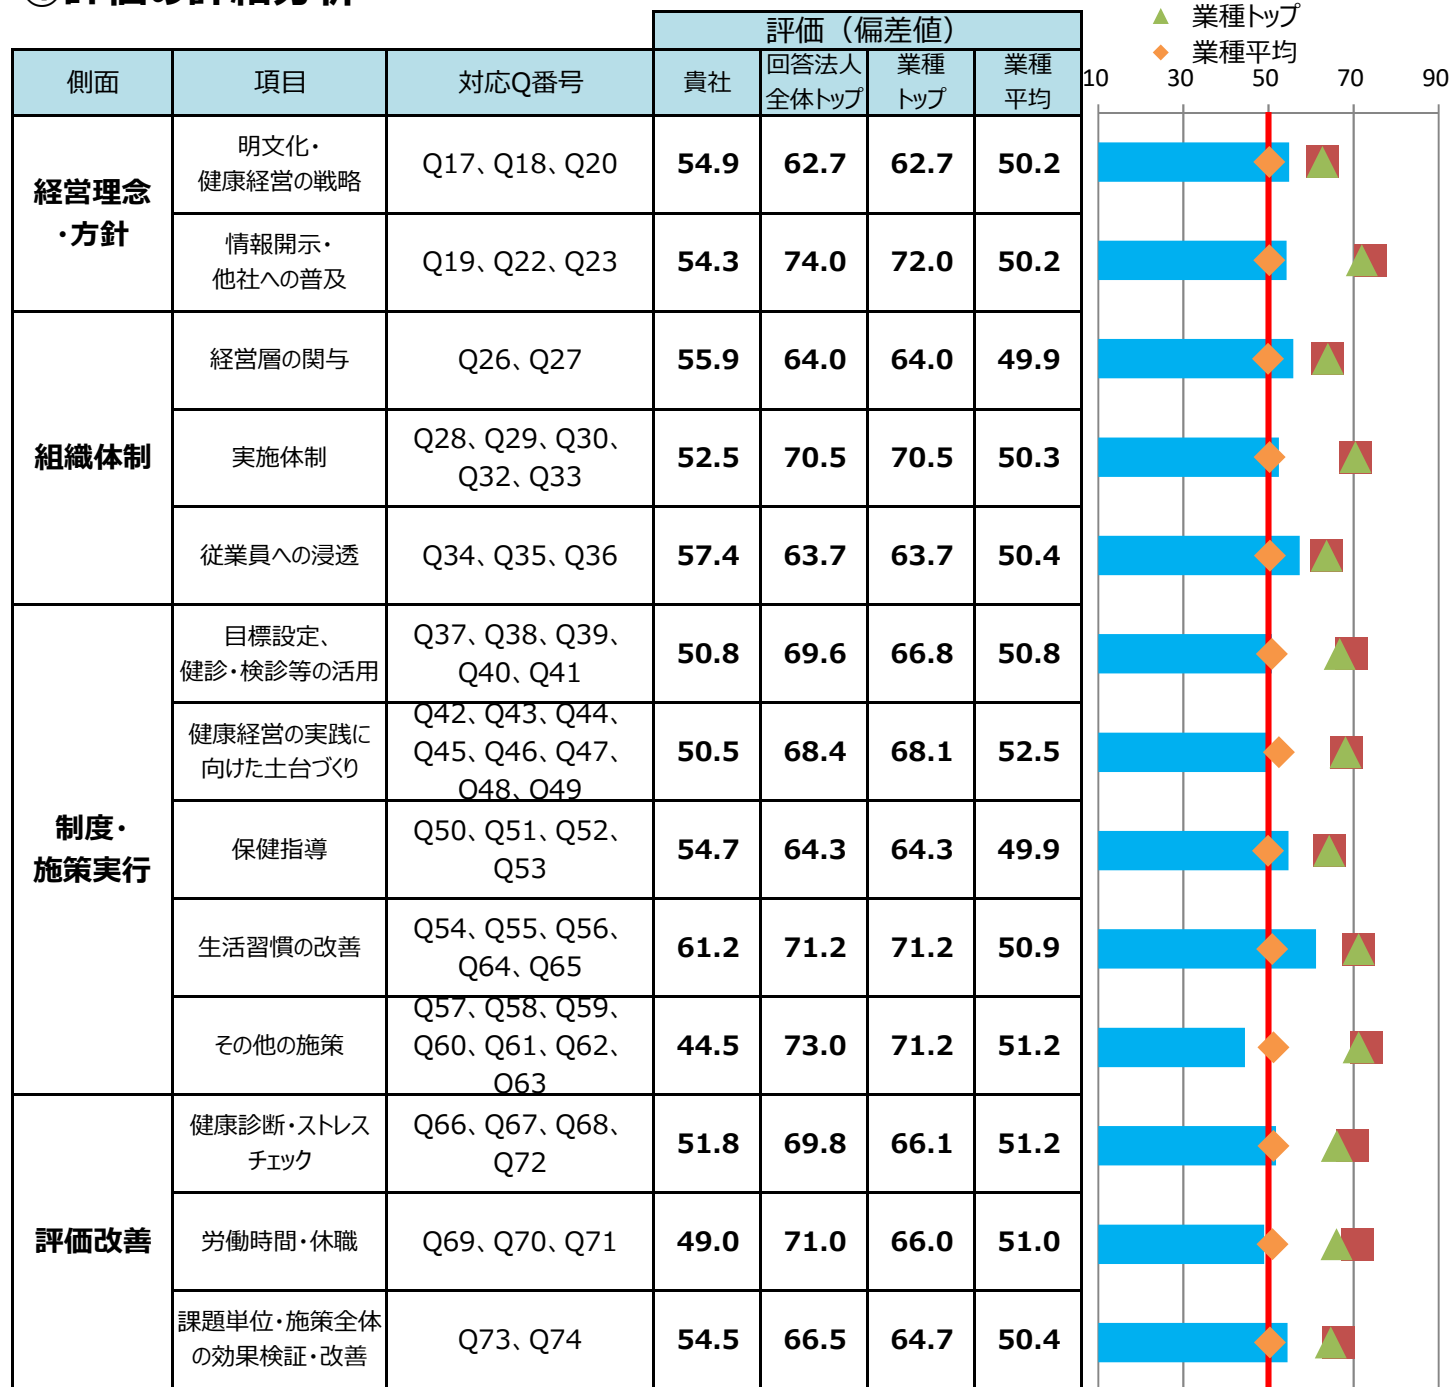 ①評価の詳細分析
▲ 業種トップ
◆ 業種平均
評価（偏差値）
側面 項目 対応Q番号 貴社 回答法人全体トップ 業種トップ 業種平均
10 30 50 70 90
経営理念・方針
明文化・健康経営の戦略 Q17、Q18、Q20 54.9 62.7 62.7 50.2
情報開示・他社への普及 Q19、Q22、Q23 54.3 74.0 72.0 50.2
組織体制
経営層の関与 Q26、Q27 55.9 64.0 64.0 49.9
実施体制 Q28、Q29、Q30、Q32、Q33 52.5 70.5 70.5 50.3
従業員への浸透 Q34、Q35、Q36 57.4 63.7 63.7 50.4
制度・施策実行
目標設定、健診・検診等の活用 Q37、Q38、Q39、Q40、Q41 50.8 69.6 66.8 50.8
健康経営の実践に向けた土台づくり Q42、Q43、Q44、Q45、Q46、Q47、Q48、Q49 50.5 68.4 68.1 52.5
保健指導 Q50、Q51、Q52、Q53 54.7 64.3 64.3 49.9
生活習慣の改善 Q54、Q55、Q56、Q64、Q65 61.2 71.2 71.2 50.9
その他の施策 Q57、Q58、Q59、Q60、Q61、Q62、Q63 44.5 73.0 71.2 51.2
評価改善
健康診断・ストレスチェック Q66、Q67、Q68、Q72 51.8 69.8 66.1 51.2
労働時間・休職 Q69、Q70、Q71 49.0 71.0 66.0 51.0
課題単位・施策全体の効果検証・改善 Q73、Q74 54.5 66.5 64.7 50.4